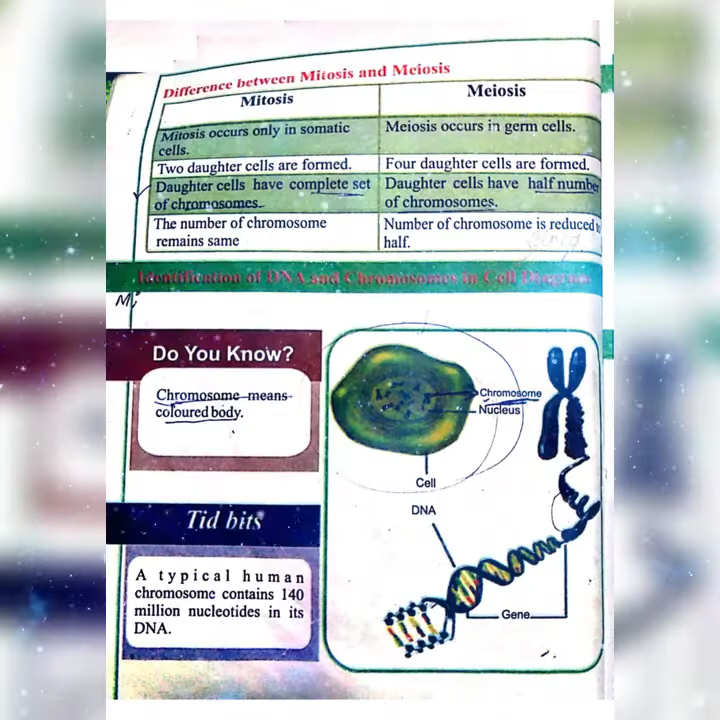 Difference between Mitosis and Meiosis
Mitosis
Meiosis
Mitosis occurs only in somatic
cells.
Meiosis occurs in germ cells.
Two daughter cells are formed.
Four daughter cells are formed.
Daughter cells have complete set
of chromosomes.
Daughter cells have half number
of chromosomes.
The number of chromosome
remains same
Number of chromosome is reduced
half.
Identification of DNA and Chromosomes in Cell
Do You Know?
Chromosome means
coloured body.
Tid bits
A typical human
chromosome contains 140
million nucleotides in its
DNA.
Chromosome
Nucleus
Cell
DNA
Gene